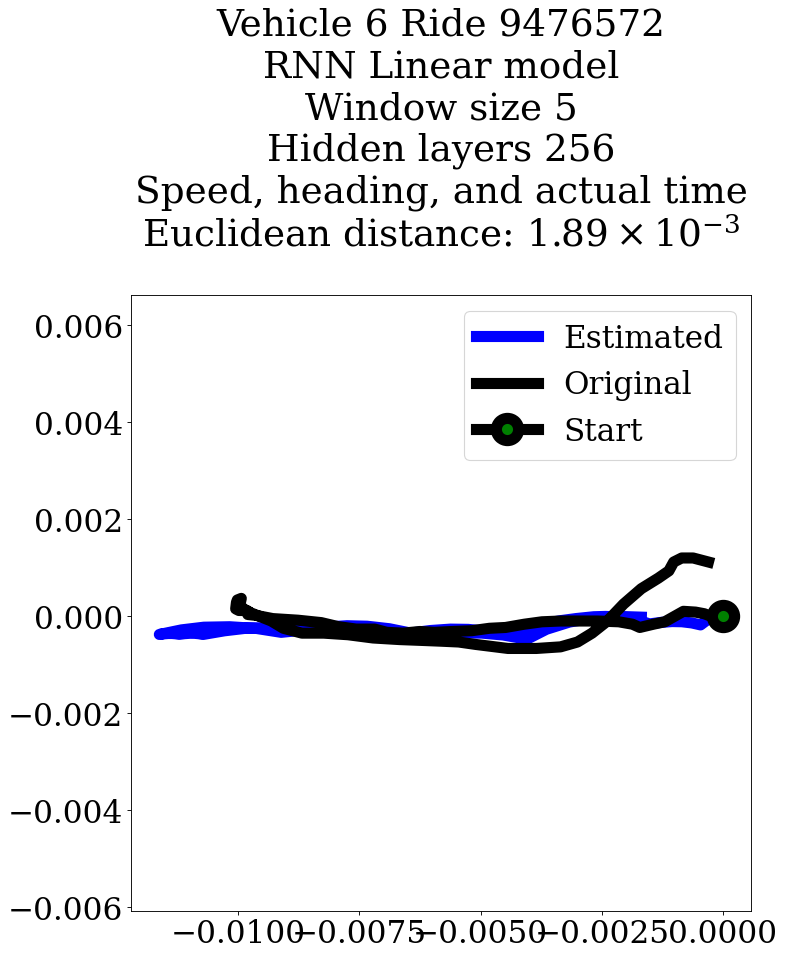 Vehicle 6 Ride 9476572
RNN Linear model
Window size 5
Hidden layers 256
Speed, heading, and actual time
Euclidean distance: 1.89 × 10⁻³
Estimated
Original
Start
0.006
0.004
0.002
0.000
−0.002
−0.004
−0.006
−0.0100 −0.0075 −0.0050 −0.0025 0.0000